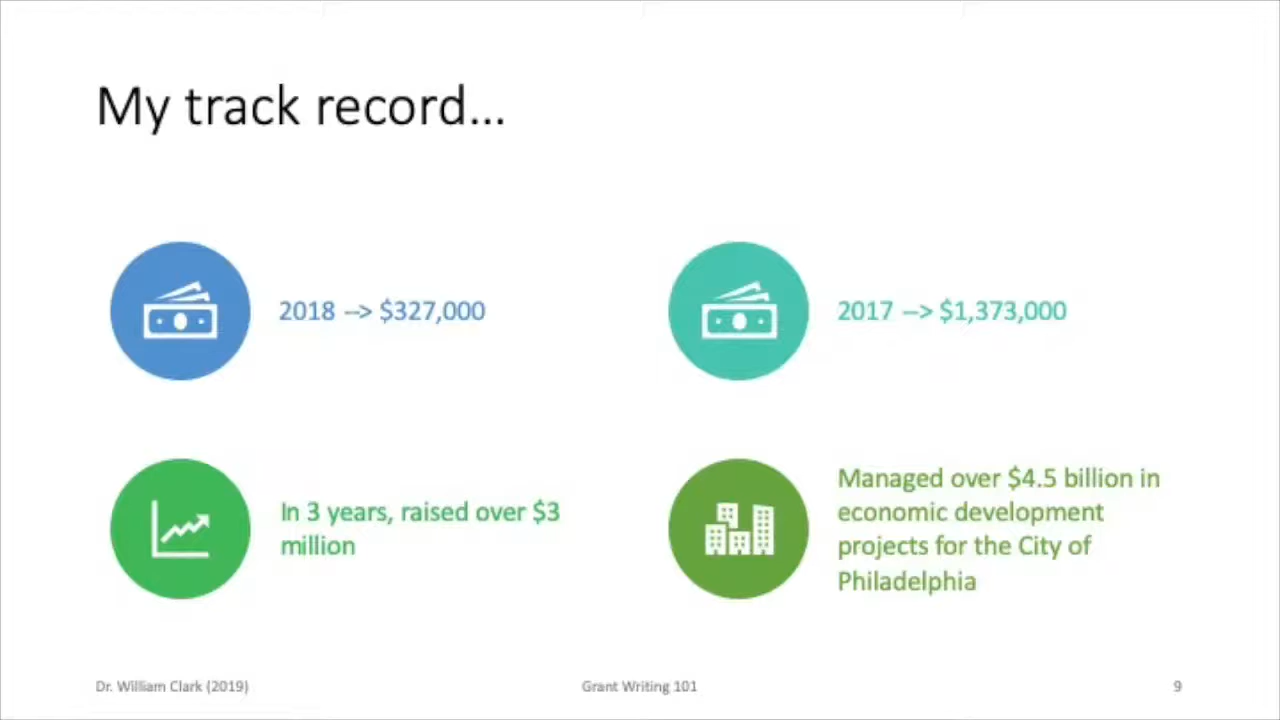 My track record...
2018 --> $327,000
2017 --> $1,373,000
In 3 years, raised over $3
million
Managed over $4.5 billion in
economic development
projects for the City of
Philadelphia
Dr. William Clark (2019)
Grant Writing 101
9